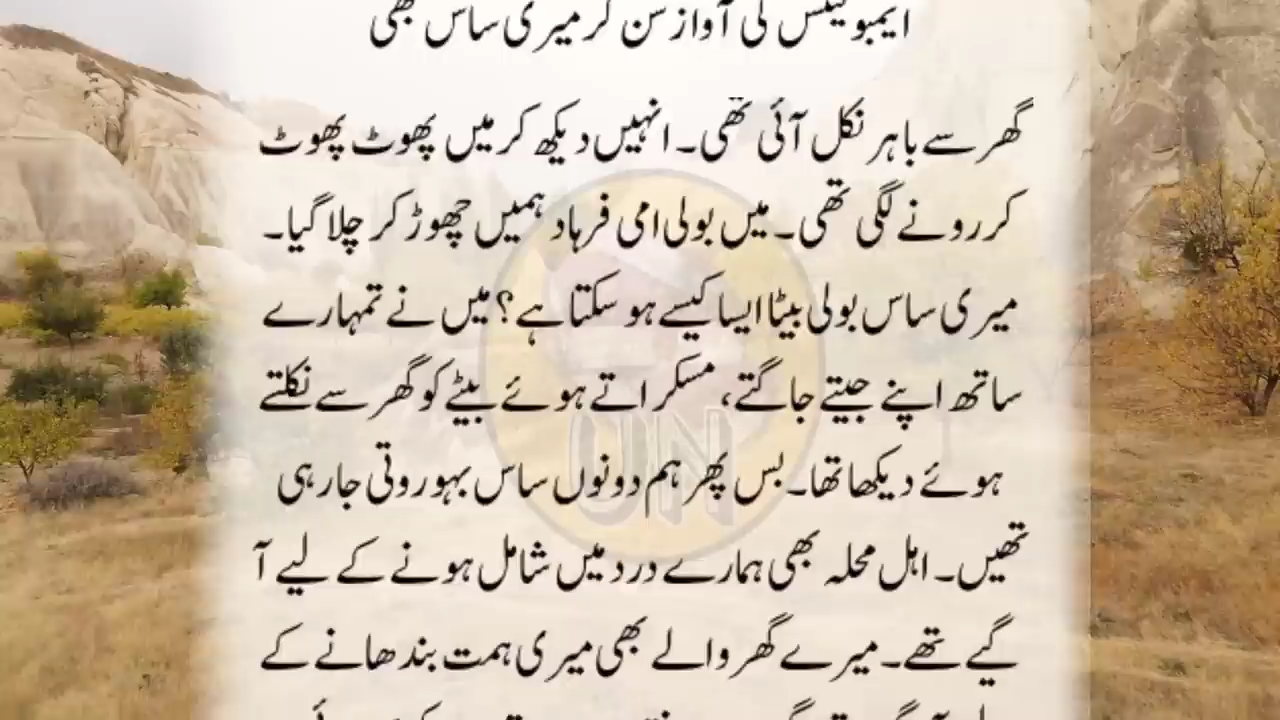 ایمبولینس کی آواز سن کر میری ساس بھی
گھر سے باہر نکل آئی تھی۔ انہیں دیکھ کر میں پھوٹ پھوٹ
کر رونے لگی تھی۔ میں بولی امی فرہاد ہمیں چھوڑ کر چلا گیا۔
میری ساس بولی بیٹا ایسا کیسے ہو سکتا ہے؟ میں نے تمہارے
ساتھ اپنے جیتے جاگتے، مسکراتے ہوئے بیٹے کو گھر سے نکلتے
ہوئے دیکھا تھا۔ بس پھر ہم دونوں ساس بہو روتی جا رہی
تھیں۔ اہل محلہ بھی ہمارے درد میں شامل ہونے کے لیے آ
گیے تھے۔ میرے گھر والے بھی میری ہمت بندھانے کے
UN